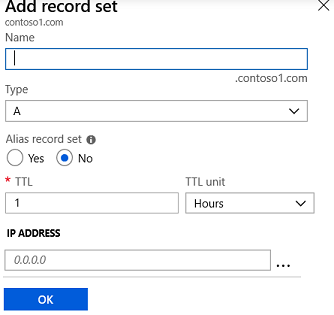 Add record set
contoso1.com
Name
.contoso1.com
Type
A
Alias record set
Yes No
* TTL TTL unit
1 Hours
IP ADDRESS
0.0.0.0 ...
OK